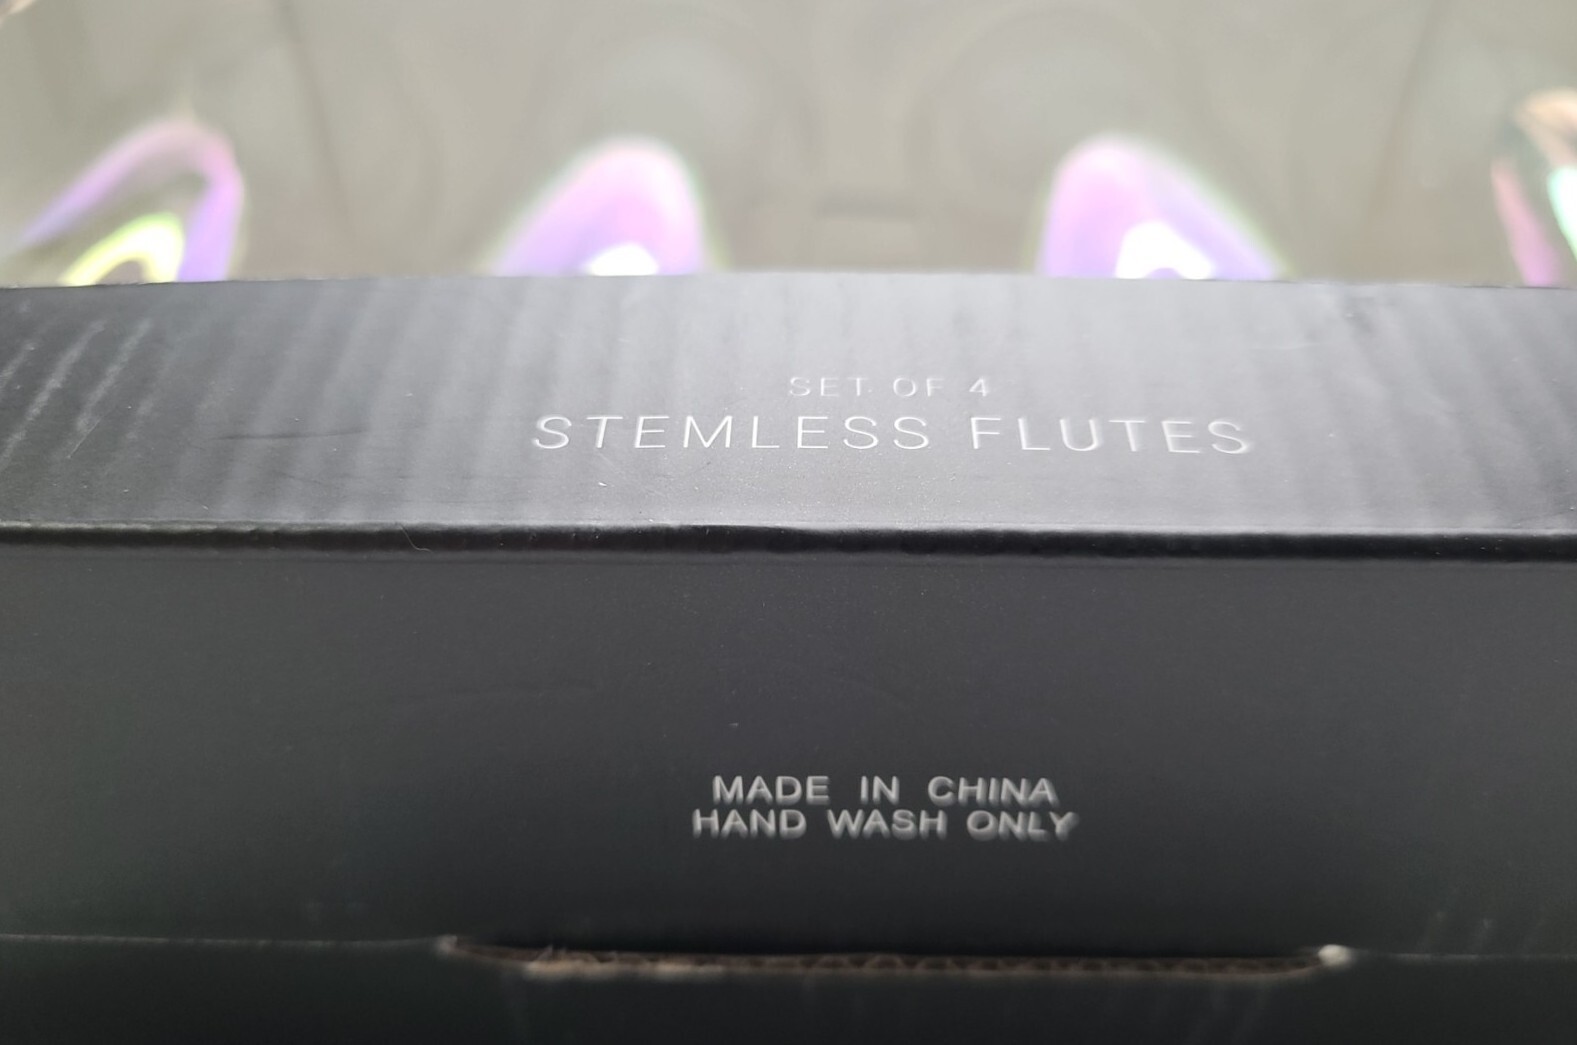 SET OF 4
STEMLESS FLUTES
MADE IN CHINA
HAND WASH ONLY